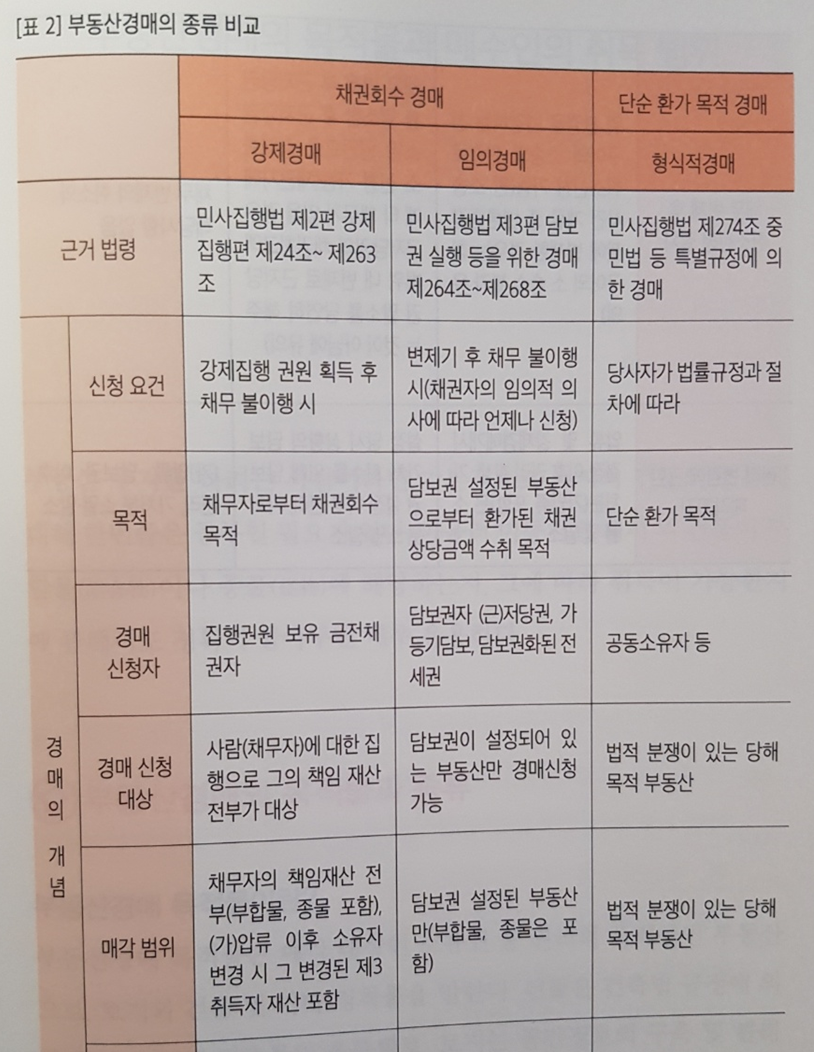 [표 2] 부동산경매의 종류 비교
채권회수 경매
단순 환가 목적 경매
강제경매
임의경매
형식적경매
근거 법령
민사집행법 제2편 강제
집행편 제24조~ 제263
조
민사집행법 제3편 담보
권 실행 등을 위한 경매
제264조~제268조
민사집행법 제274조 중
민법 등 특별규정에 의
한 경매
경매의 개념
신청 요건
강제집행 권원 획득 후
채무 불이행 시
변제기 후 채무 불이행
시(채권자의 임의적 의
사에 따라 언제나 신청)
당사자가 법률규정과 절
차에 따라
목적
채무자로부터 채권회수
목적
담보권 설정된 부동산
으로부터 환가된 채권
상당금액 수취 목적
단순 환가 목적
경매
신청자
집행권원 보유 금전채
권자
담보권자 (근)저당권, 가
등기담보, 담보권화된 전
세권
공동소유자 등
경매 신청
대상
사람(채무자)에 대한 집
행으로 그의 책임 재산
전부가 대상
담보권이 설정되어 있
는 부동산만 경매신청
가능
법적 분쟁이 있는 당해
목적 부동산
매각 범위
채무자의 책임재산 전
부(부합물, 종물 포함),
(가)압류 이후 소유자
변경 시 그 변경된 제3
취득자 재산 포함
담보권 설정된 부동산
만(부합물, 종물은 포
함)
법적 분쟁이 있는 당해
목적 부동산